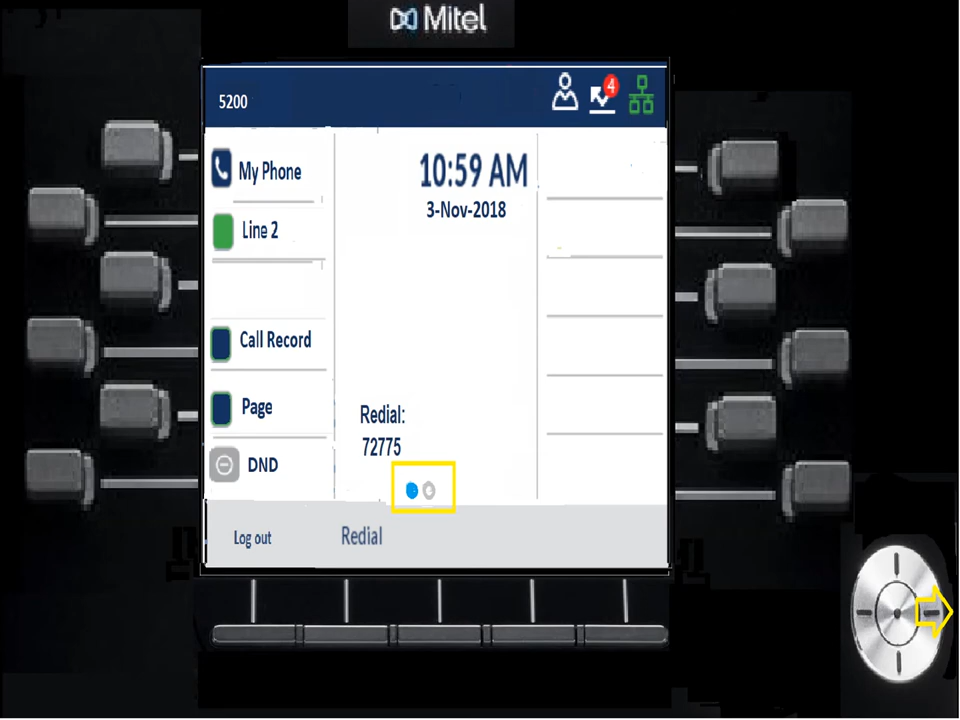 Mitel
5200
4
My Phone
10:59 AM
3-Nov-2018
Line 2
Call Record
Page
Redial:
72775
DND
Log out
Redial